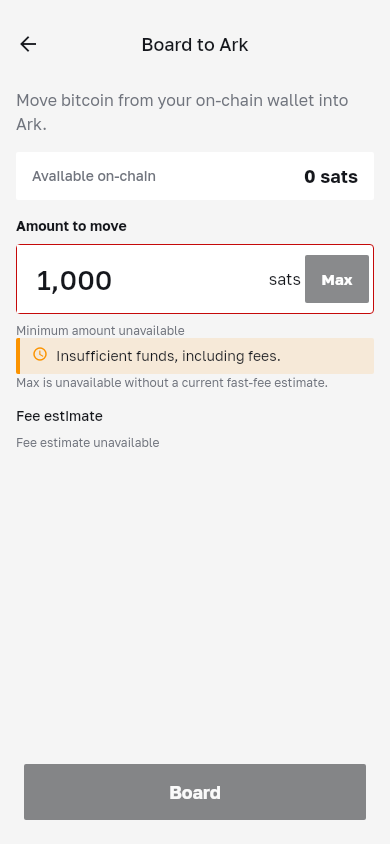 Board to Ark
Move bitcoin from your on-chain wallet into
Ark.
Available on-chain
0 sats
Amount to move
1,000
sats
Max
Minimum amount unavailable
Insufficient funds, including fees.
Max is unavailable without a current fast-fee estimate.
Fee estimate
Fee estimate unavailable
Board